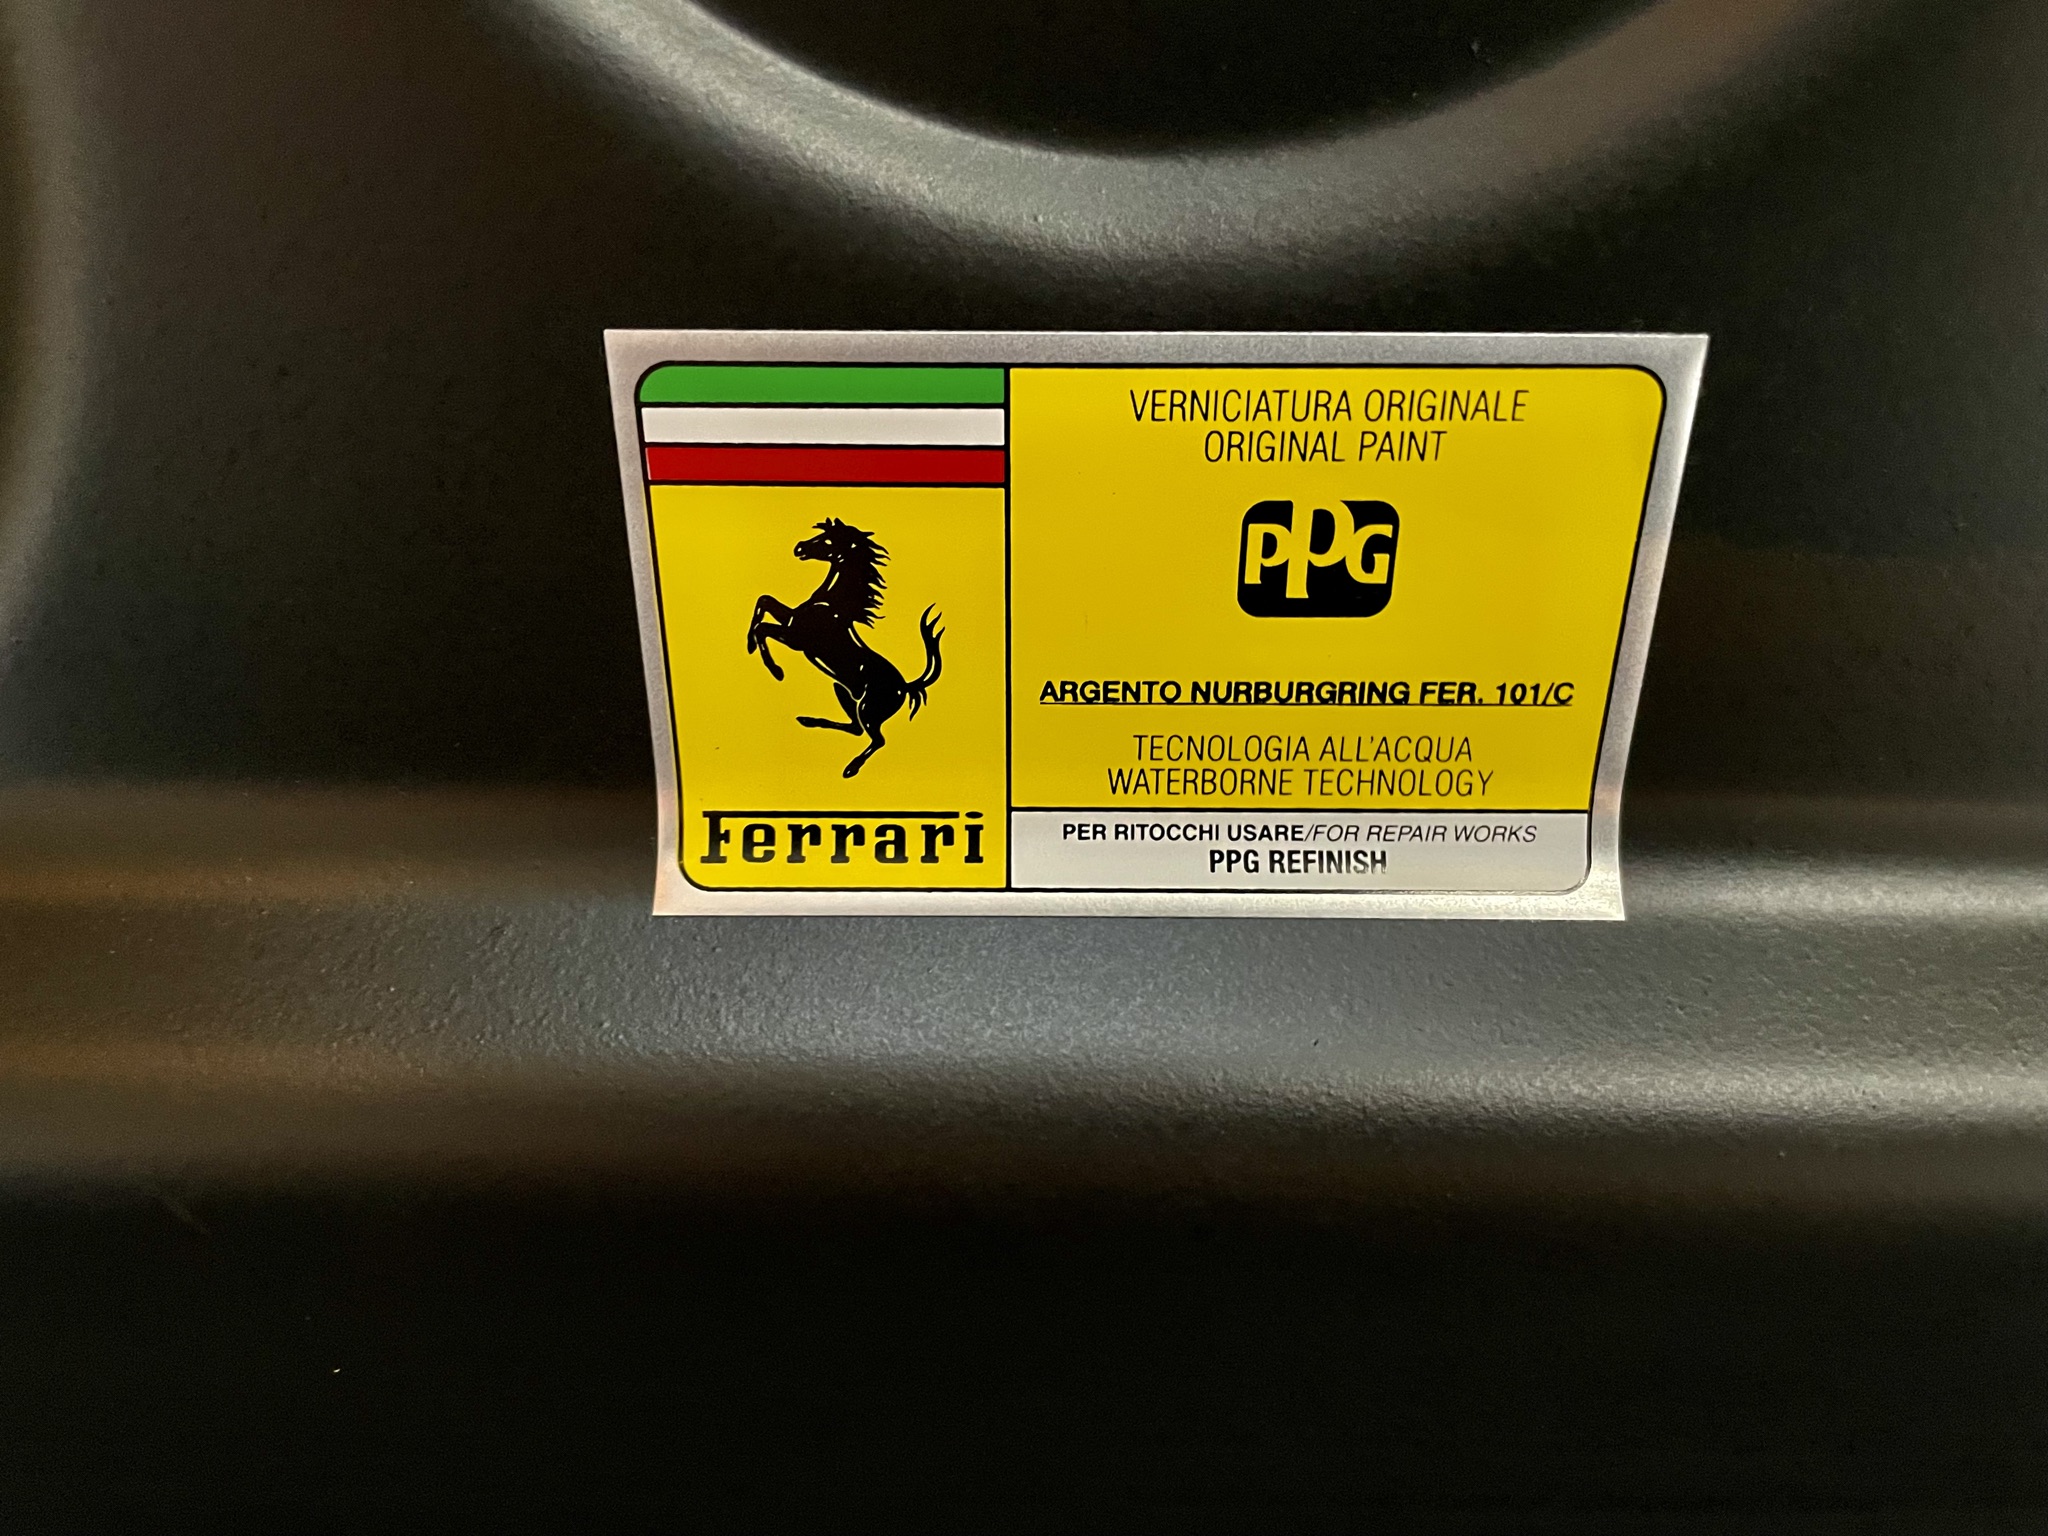 VERNICIATURA ORIGINALE
ORIGINAL PAINT
PPG
ARGENTO NURBURGRING FER. 101/C
TECNOLOGIA ALL'ACQUA
WATERBORNE TECHNOLOGY
PER RITOCCHI USARE/FOR REPAIR WORKS
PPG REFINISH
Ferrari